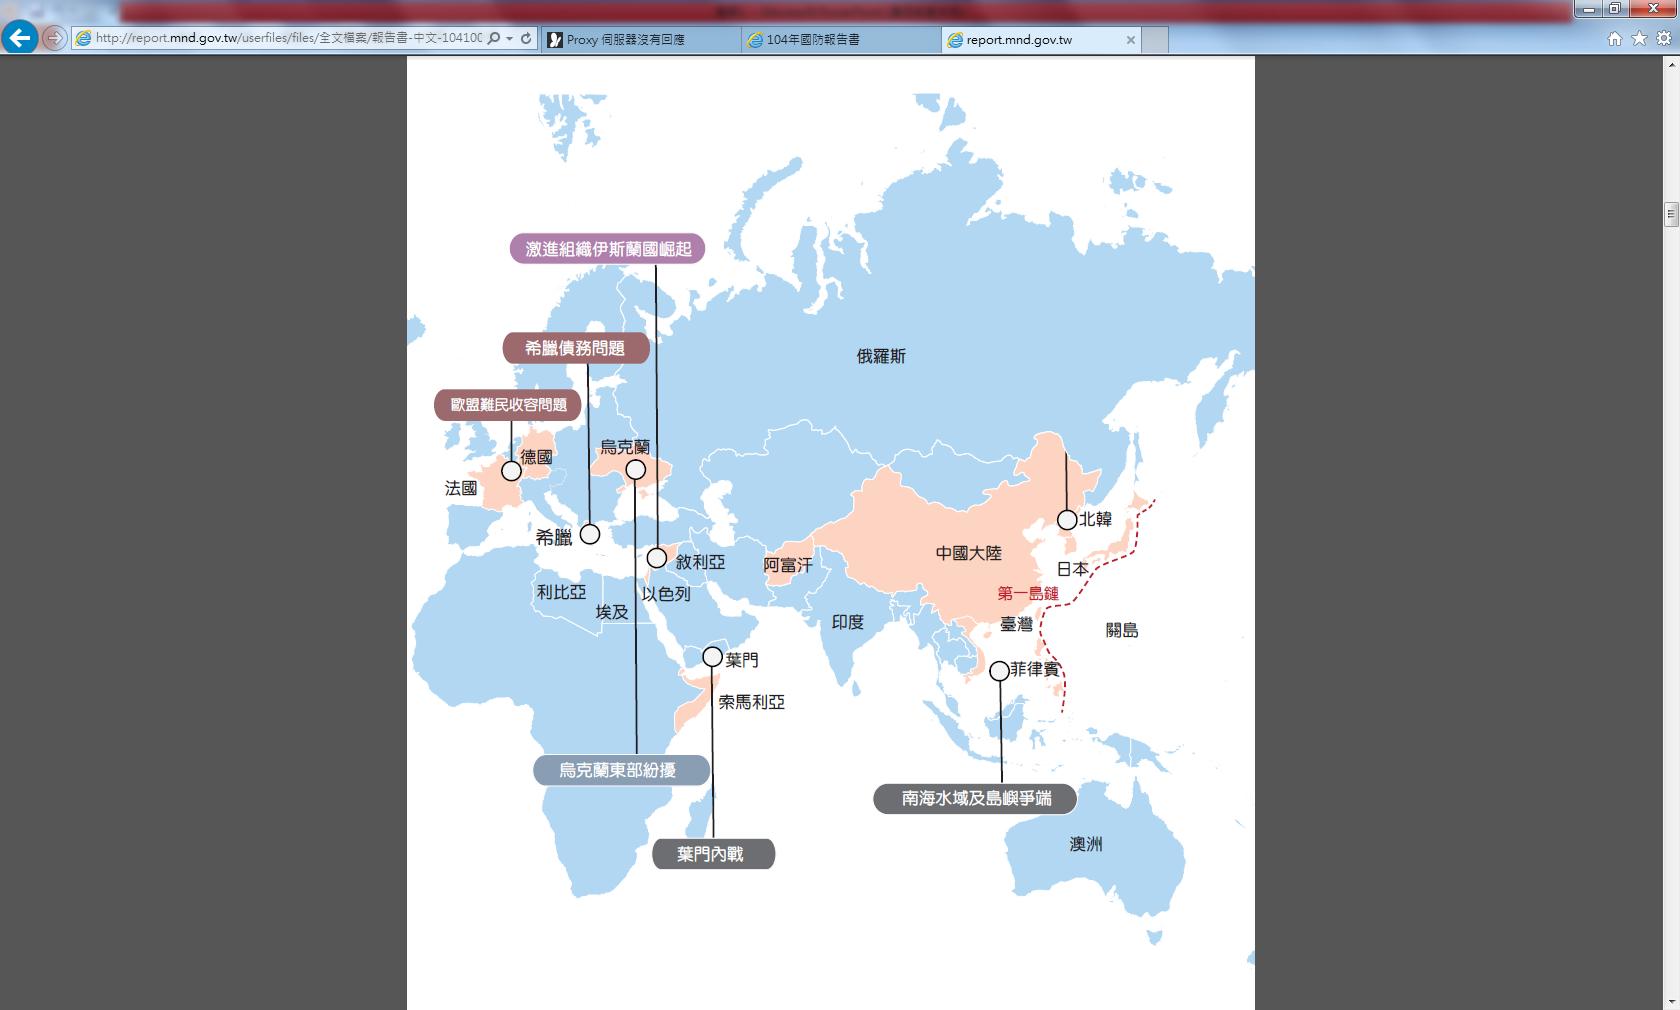 http://report.mnd.gov.tw/userfiles/files/全文檔案/報告書-中文-10410
Proxy 伺服器沒有回應
104年國防報告書
report.mnd.gov.tw
激進組織伊斯蘭國崛起
希臘債務問題
歐盟難民收容問題
俄羅斯
德國
烏克蘭
法國
希臘
北韓
中國大陸
敘利亞
阿富汗
日本
利比亞
以色列
第一島鏈
埃及
印度
臺灣
關島
葉門
菲律賓
索馬利亞
烏克蘭東部紛擾
南海水域及島嶼爭端
澳洲
葉門內戰